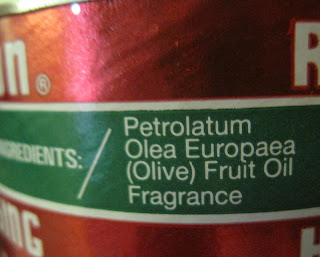 ®
R
INGREDIENTS: / Petrolatum
Olea Europaea
(Olive) Fruit Oil
Fragrance